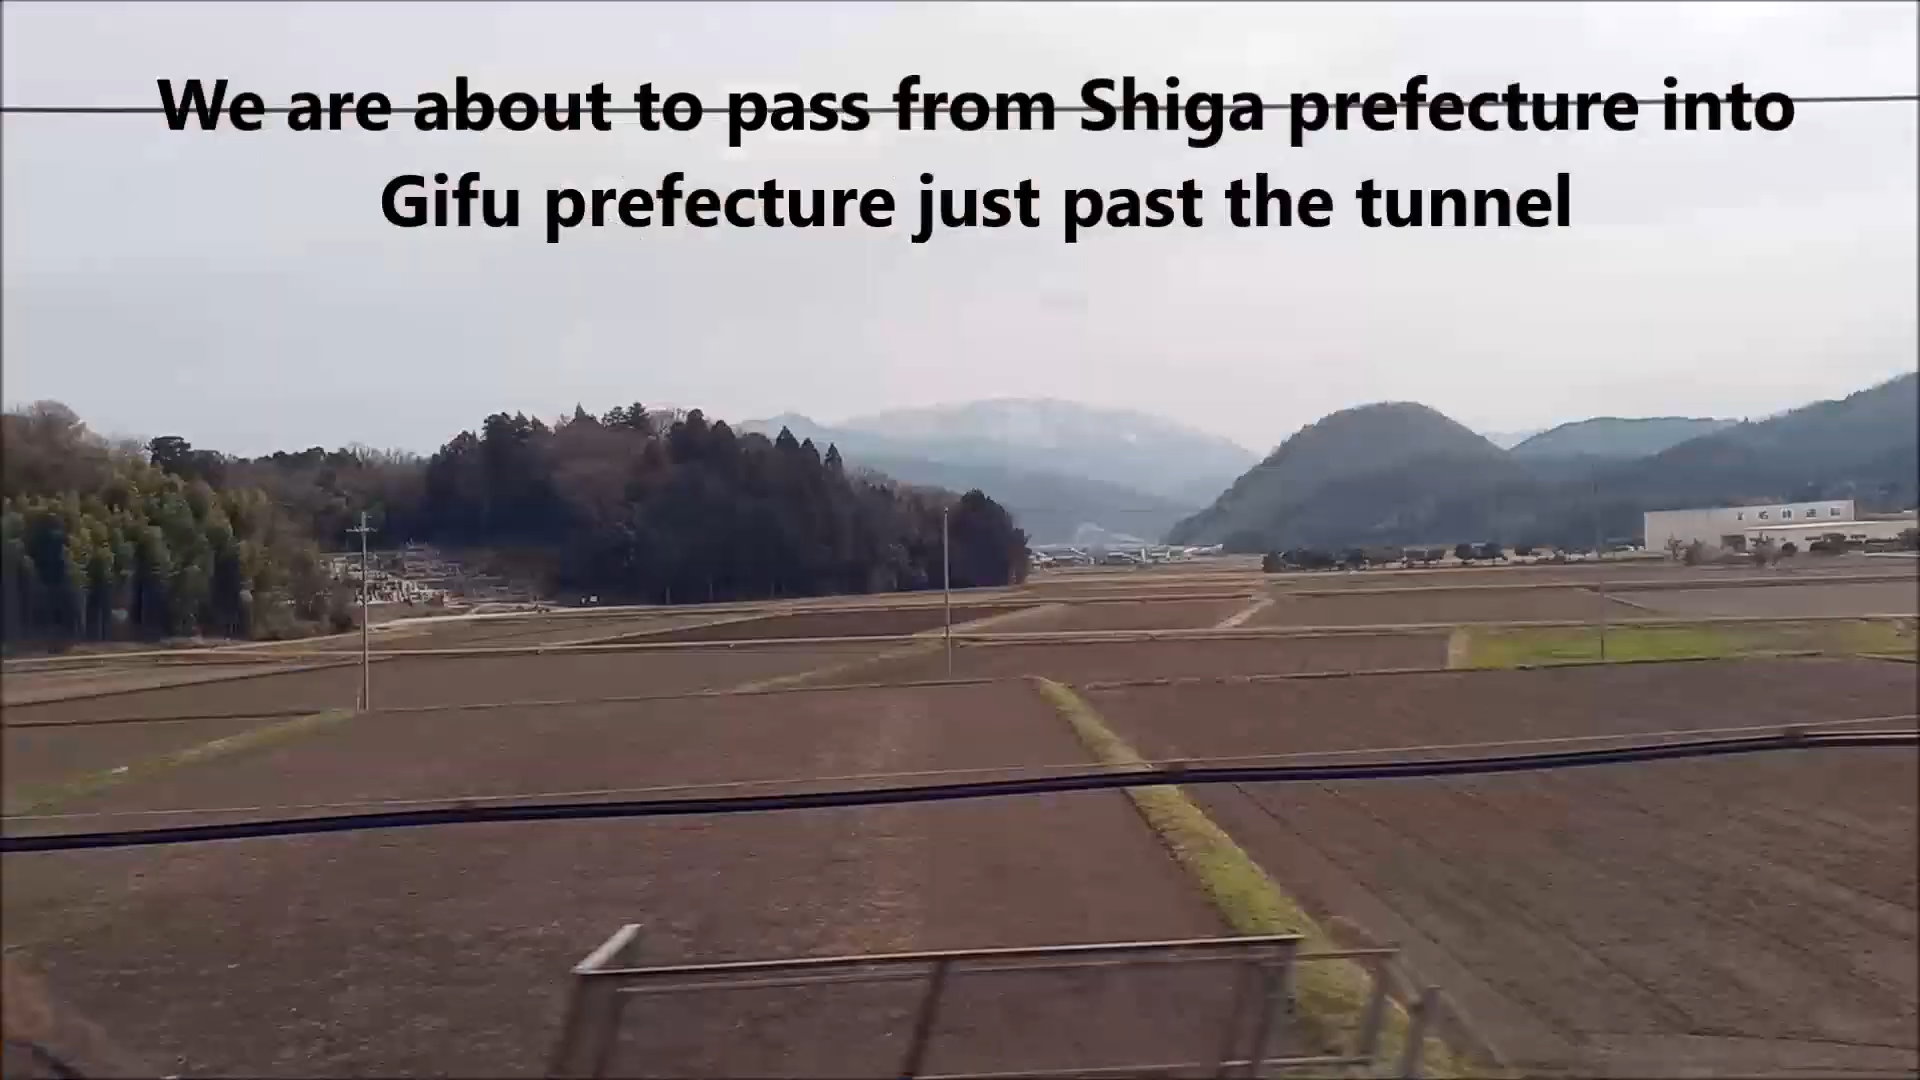 We are about to pass from Shiga prefecture into
Gifu prefecture just past the tunnel